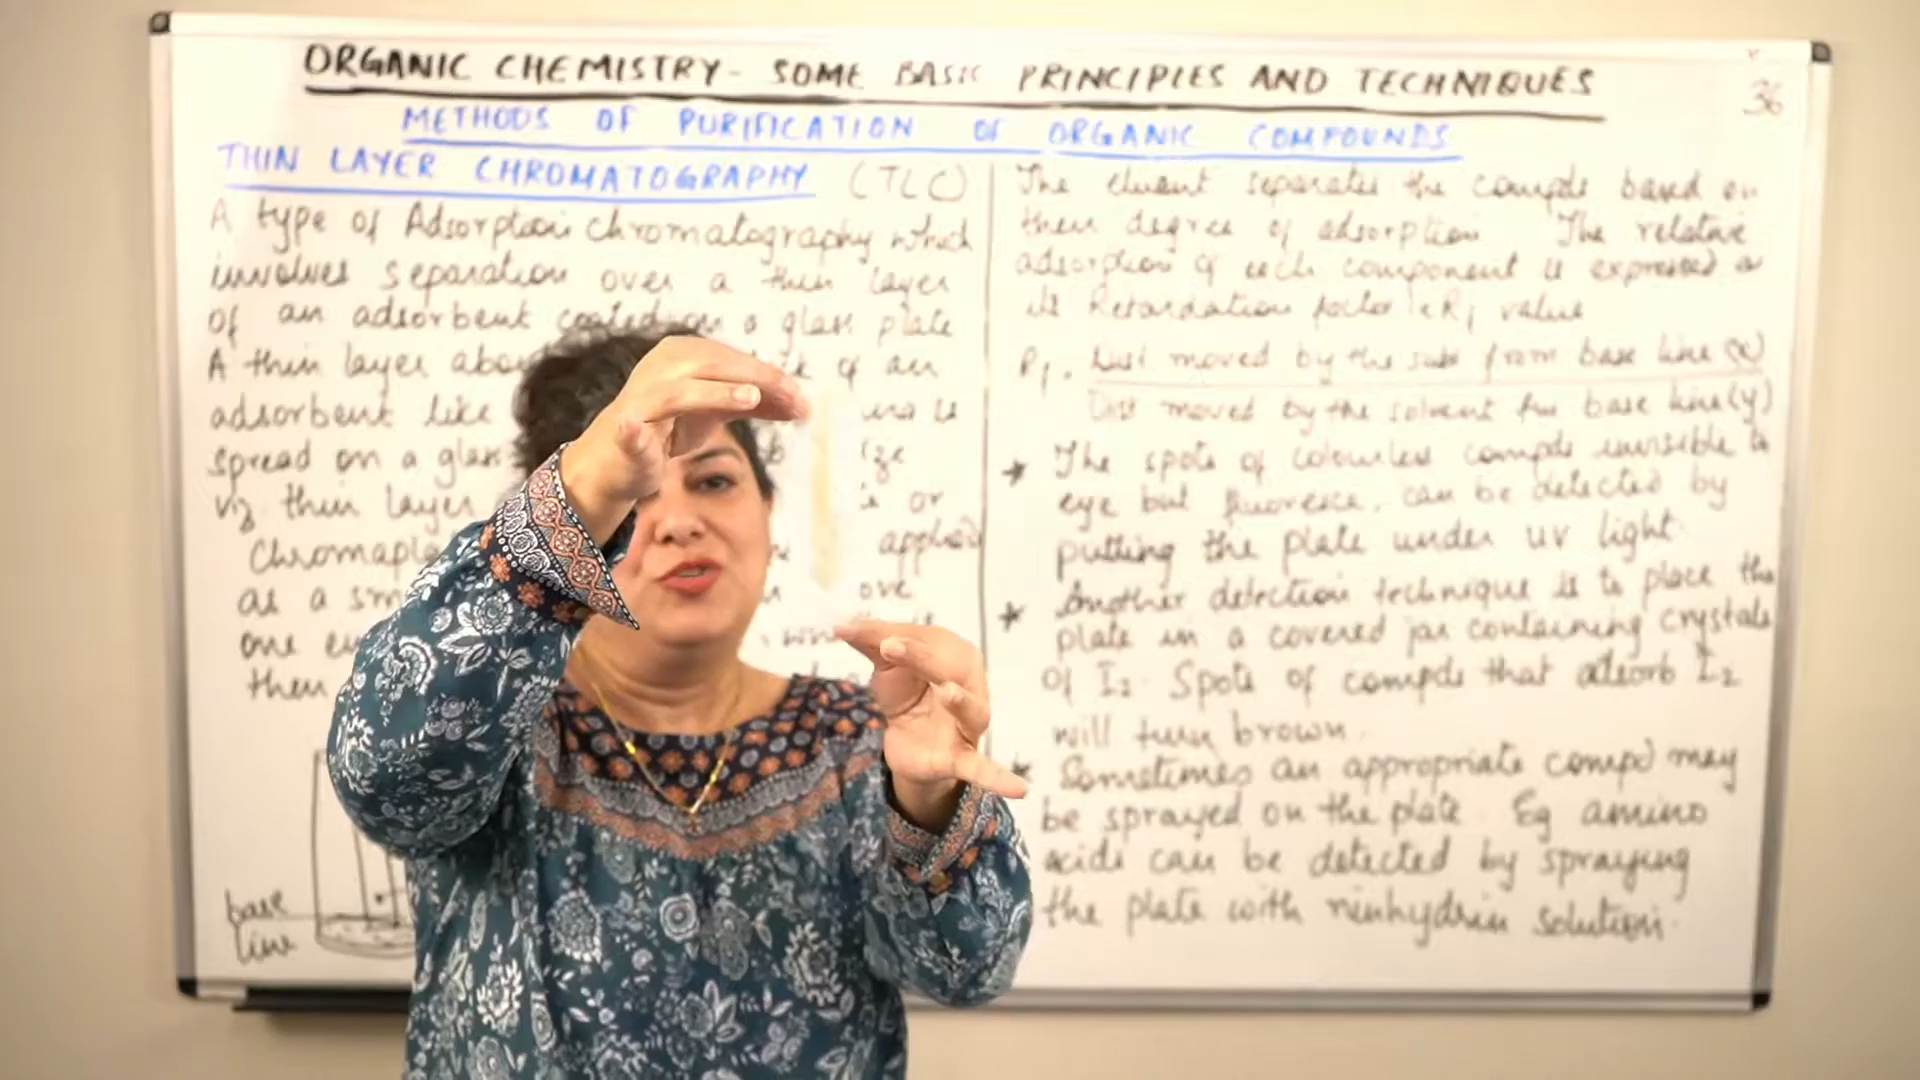 ORGANIC CHEMISTRY - SOME BASIC PRINCIPLES AND TECHNIQUES
36
METHODS OF PURIFICATION OF ORGANIC COMPOUNDS
THIN LAYER CHROMATOGRAPHY (TLC)
A type of Adsorption chromatography which
involves separation over a thin layer
of an adsorbent coated on a glass plate
A thin layer of an
adsorbent like
spread on a
viz. thin layer or
applied
as a
one
then
base
line
The eluent separates the compds based on
their degree of adsorption The relative
adsorption of each component is expressed as
its Retardation factor i.e Rf value
Rf = Dist moved by the subs from base line (x)
Dist moved by the solvent from base line (y)
* The spots of colourless compds invisible to
eye but fluoresce, can be detected by
putting the plate under UV light.
* Another detection technique is to place the
plate in a covered jar containing crystals
of I2. Spots of compds that adsorb I2
will turn brown.
* Sometimes an appropriate compd may
be sprayed on the plate. Eg amino
acids can be detected by spraying
the plate with ninhydrin solution.